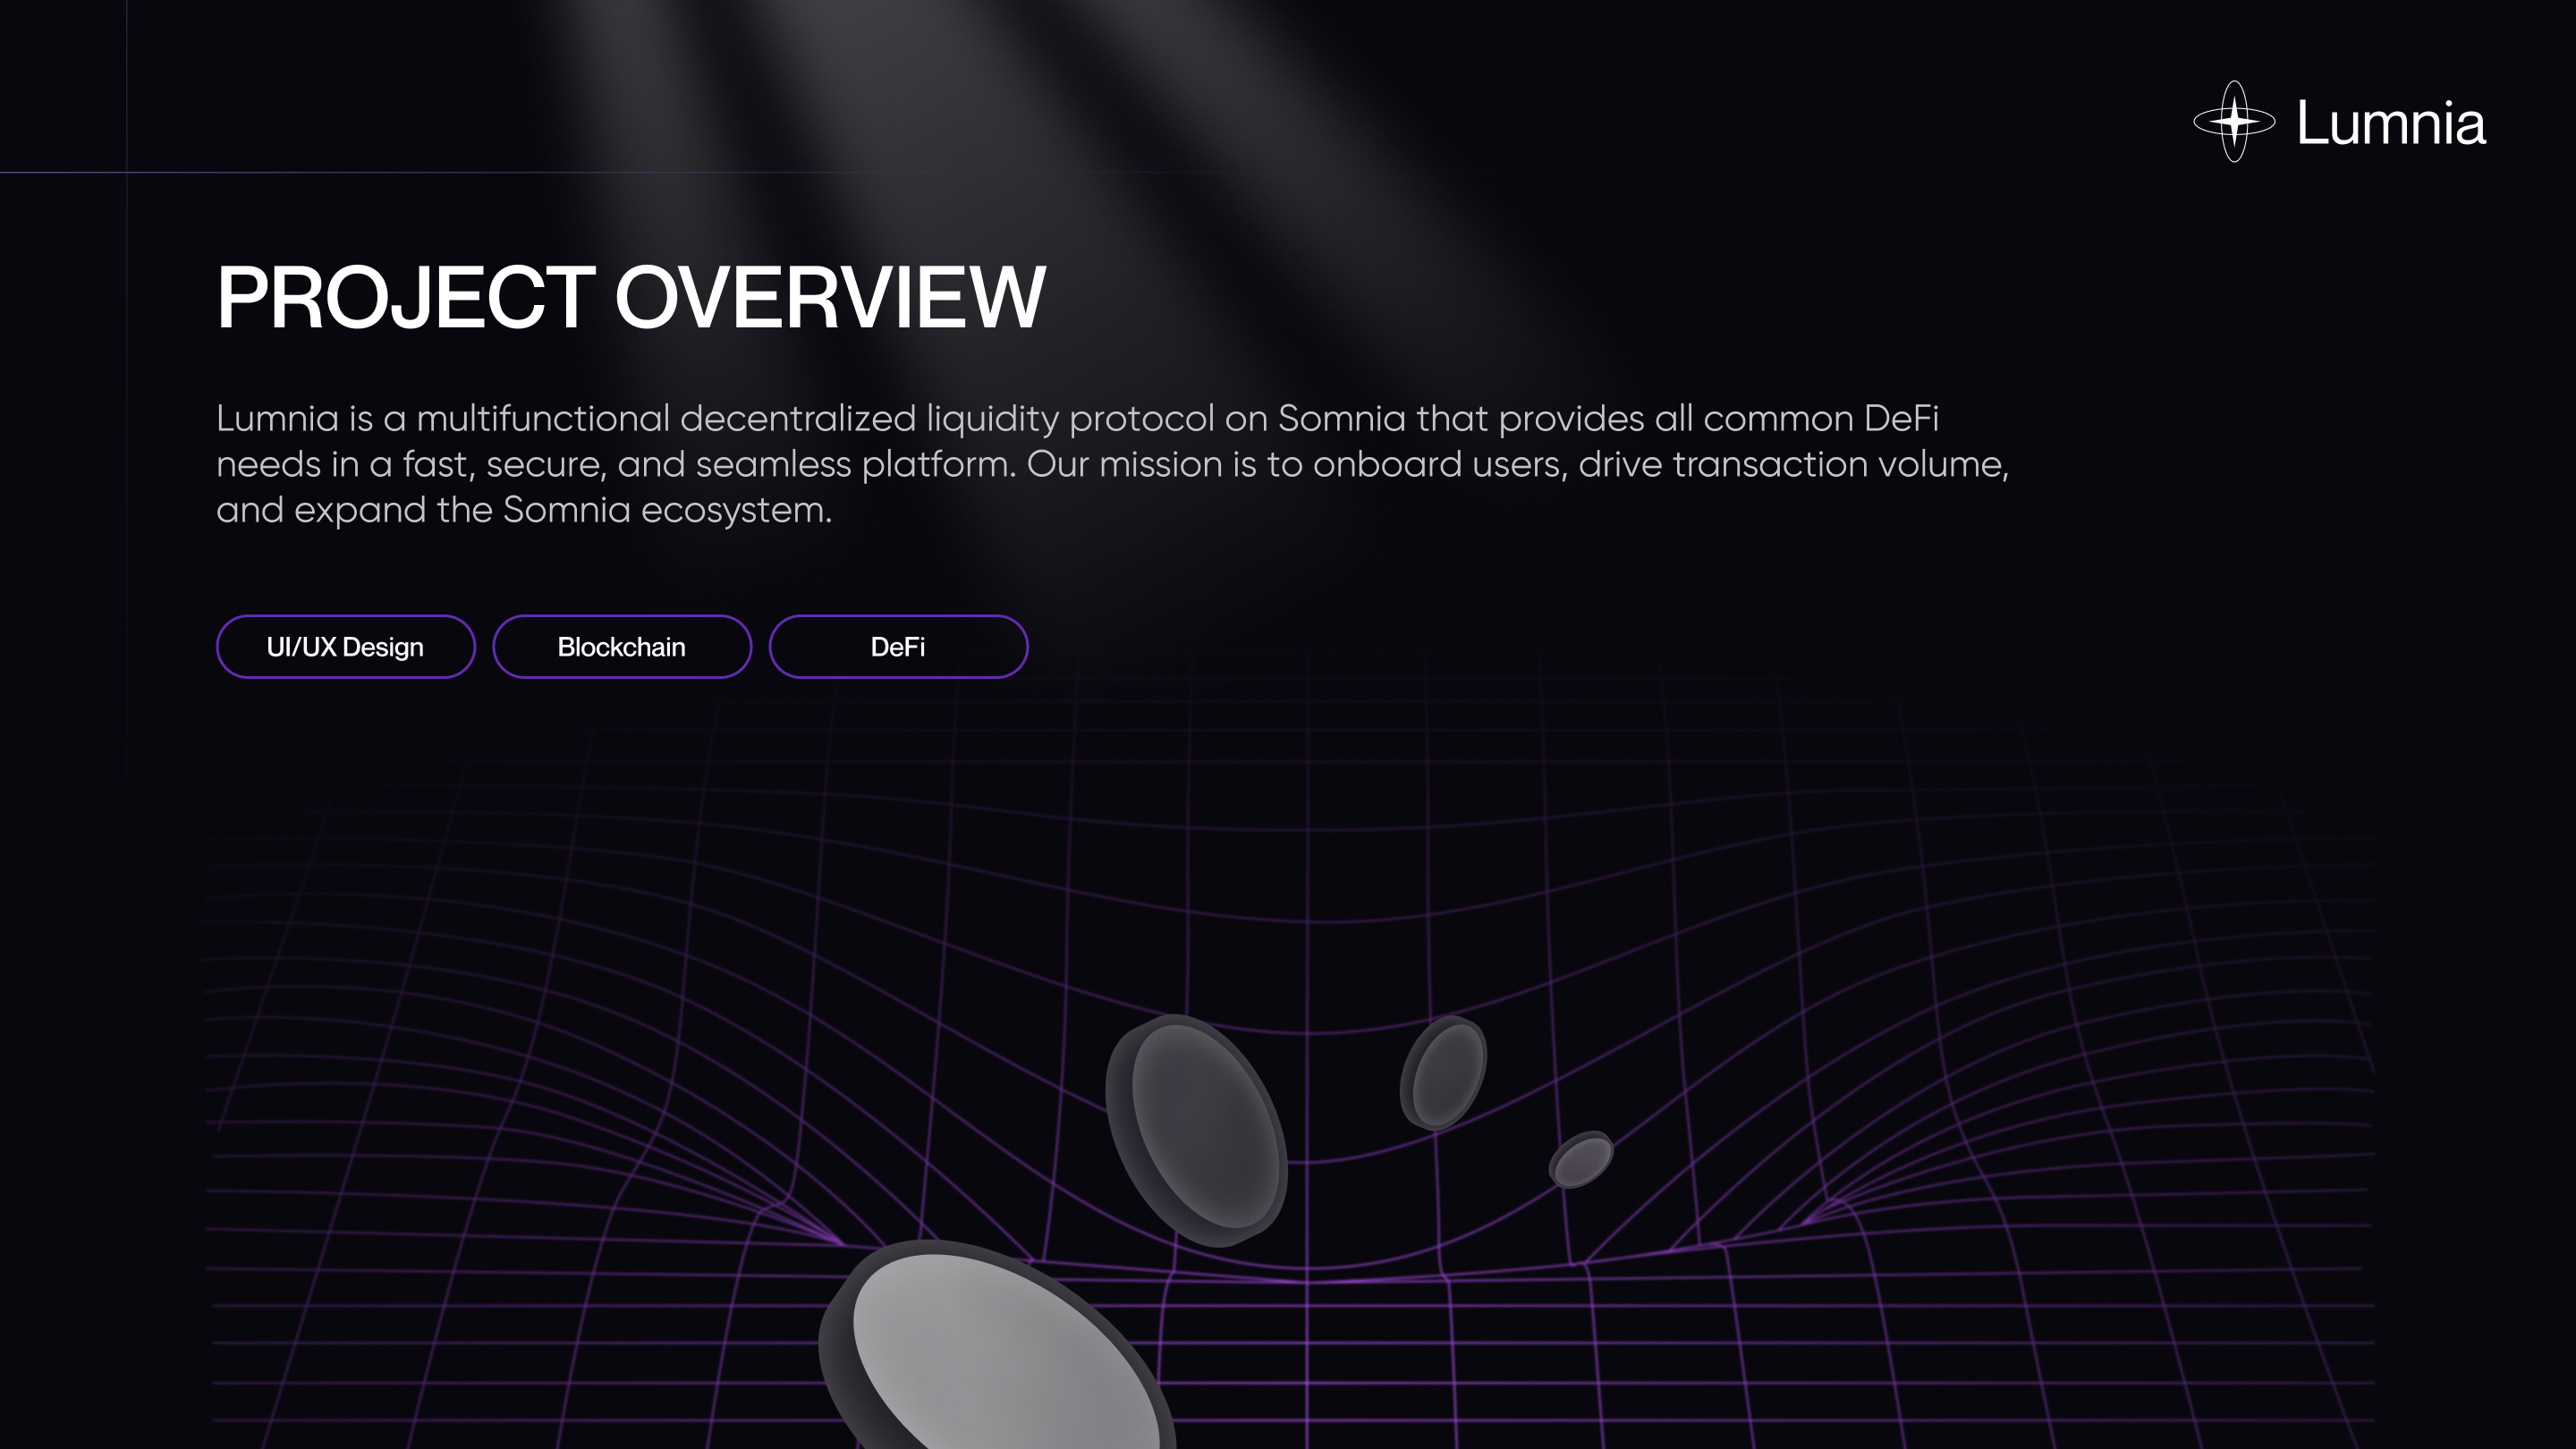 Lumnia
PROJECT OVERVIEW
Lumnia is a multifunctional decentralized liquidity protocol on Somnia that provides all common DeFi
needs in a fast, secure, and seamless platform. Our mission is to onboard users, drive transaction volume,
and expand the Somnia ecosystem.
UI/UX Design
Blockchain
DeFi